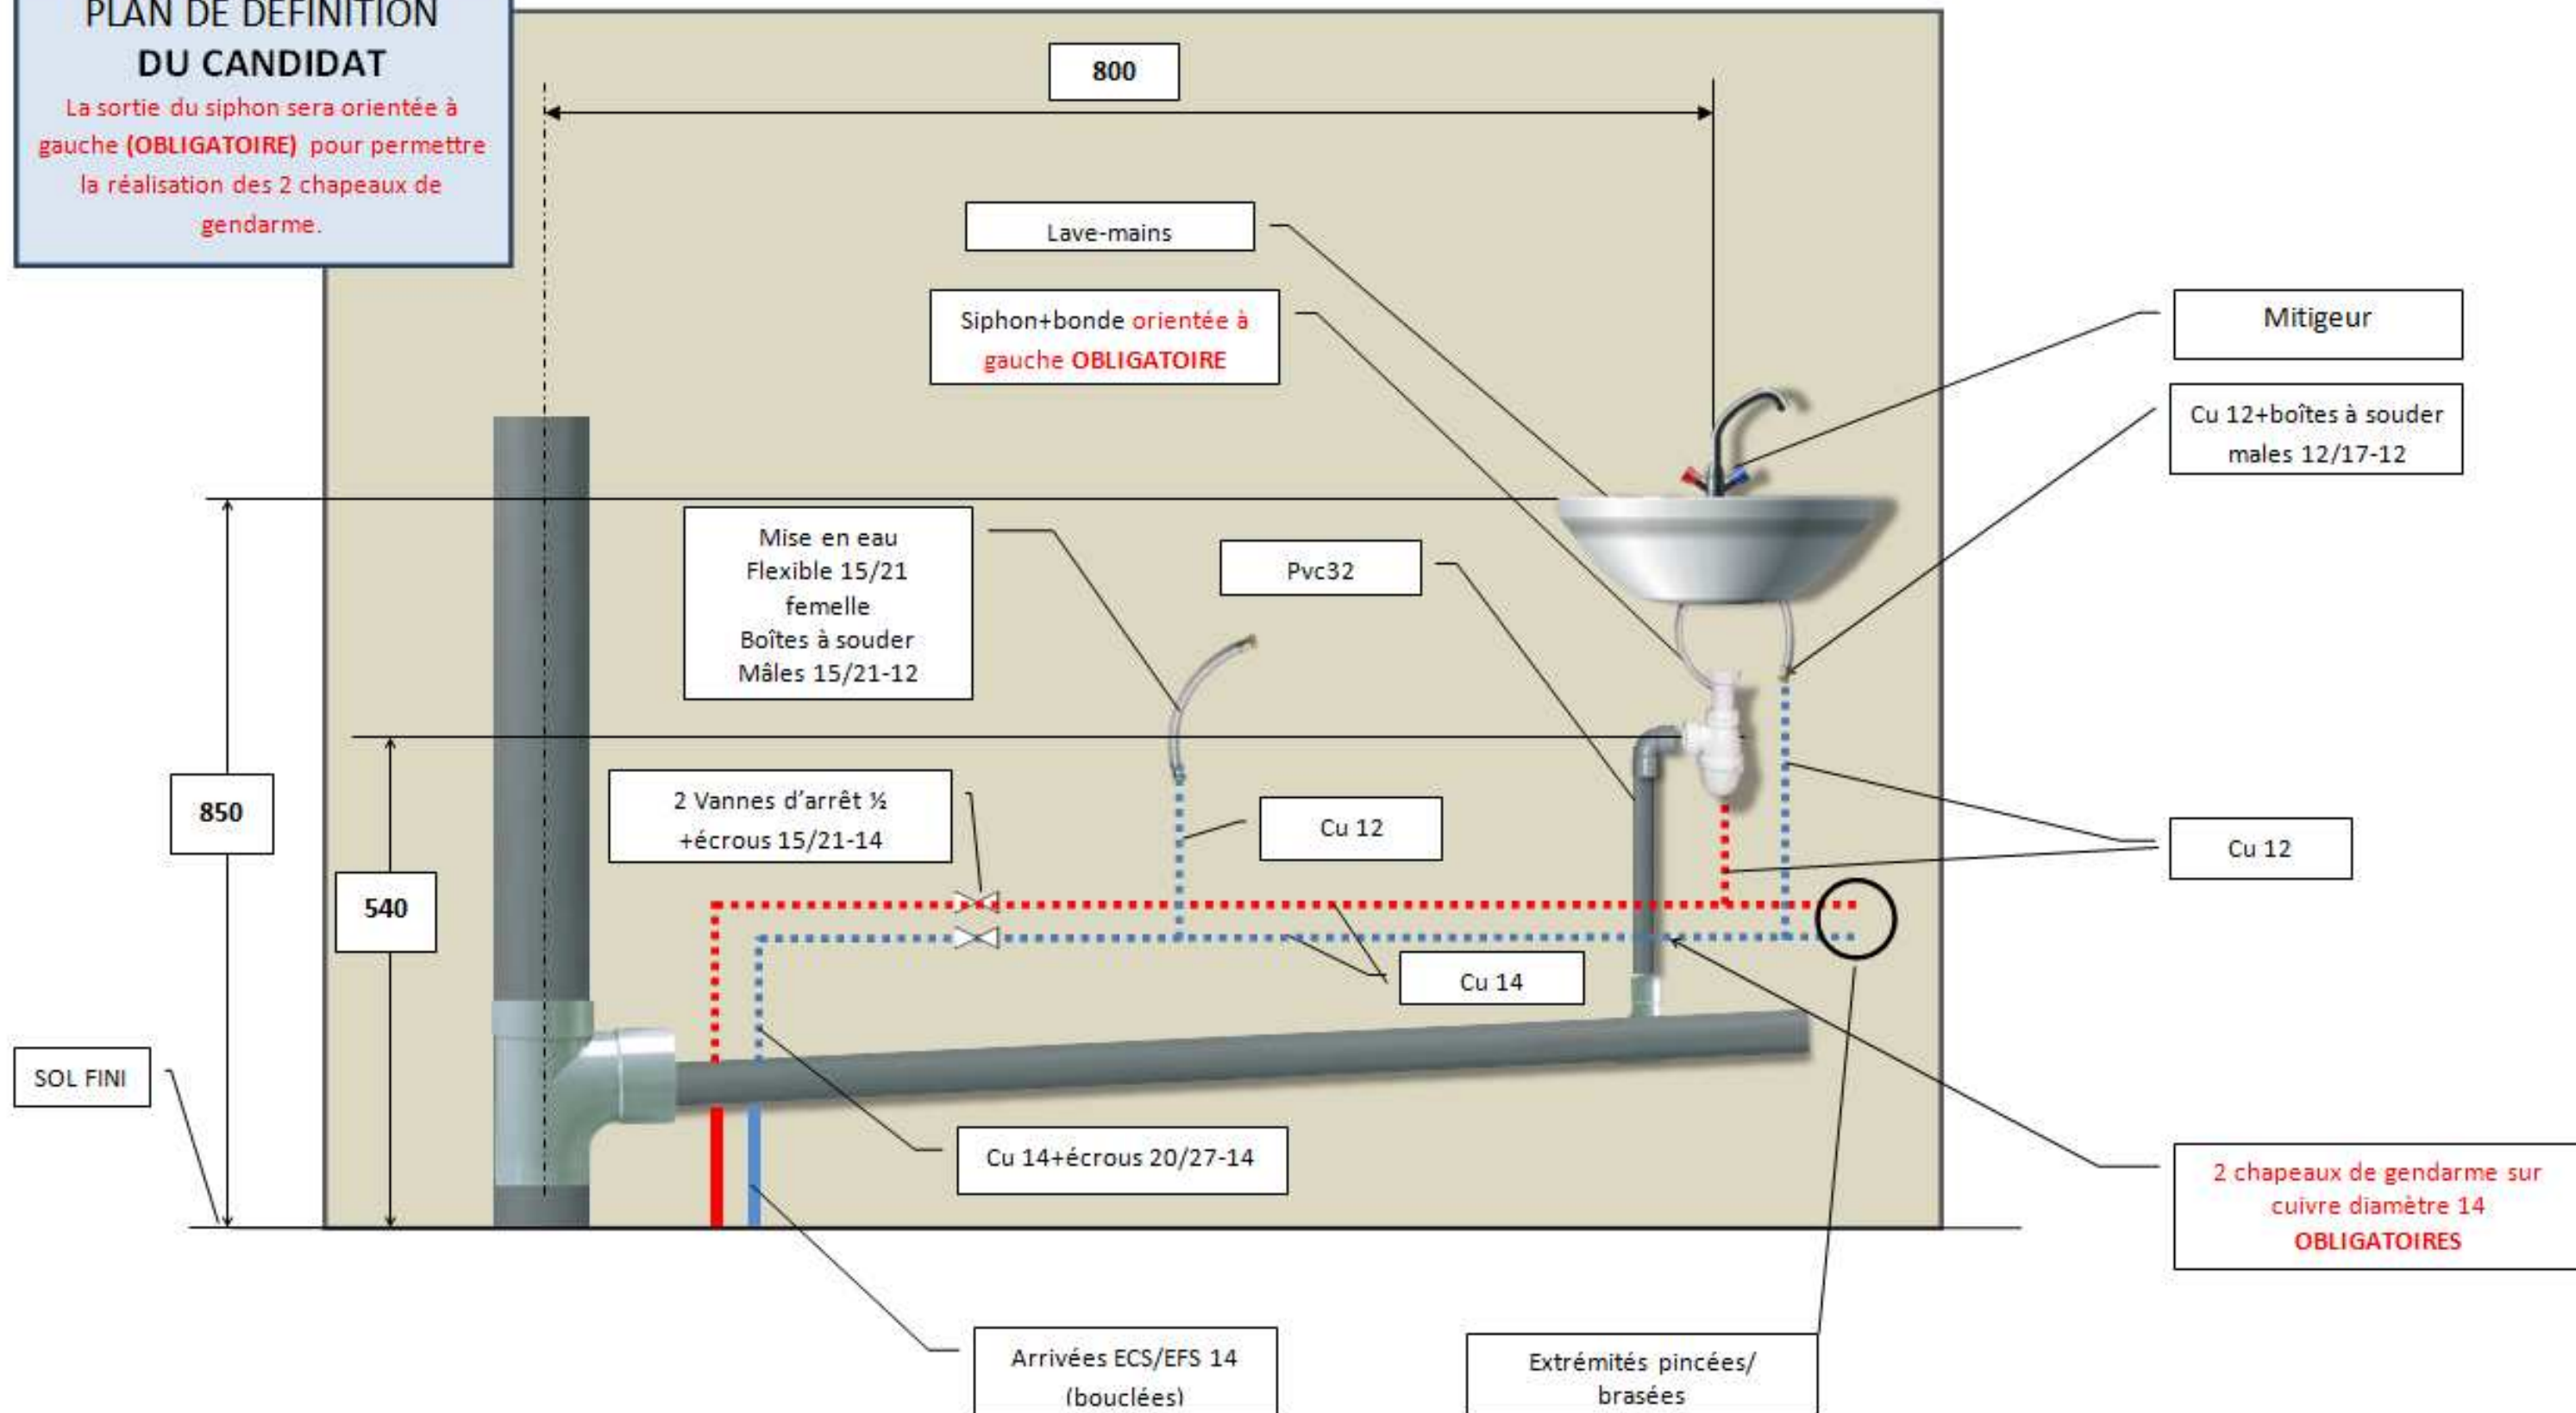 PLAN DE DEFINITION
DU CANDIDAT
La sortie du siphon sera orientée à
gauche (OBLIGATOIRE) pour permettre
la réalisation des 2 chapeaux de
gendarme.
800
Lave-mains
Siphon+bonde orientée à
gauche OBLIGATOIRE
Mitigeur
Cu 12+boîtes à souder
males 12/17-12
Mise en eau
Flexible 15/21
femelle
Boîtes à souder
Mâles 15/21-12
Pvc32
850
2 Vannes d’arrêt ½
+écrous 15/21-14
Cu 12
Cu 12
540
Cu 14
SOL FINI
Cu 14+écrous 20/27-14
2 chapeaux de gendarme sur
cuivre diamètre 14
OBLIGATOIRES
Arrivées ECS/EFS 14
(bouclées)
Extrémités pincées/
brasées